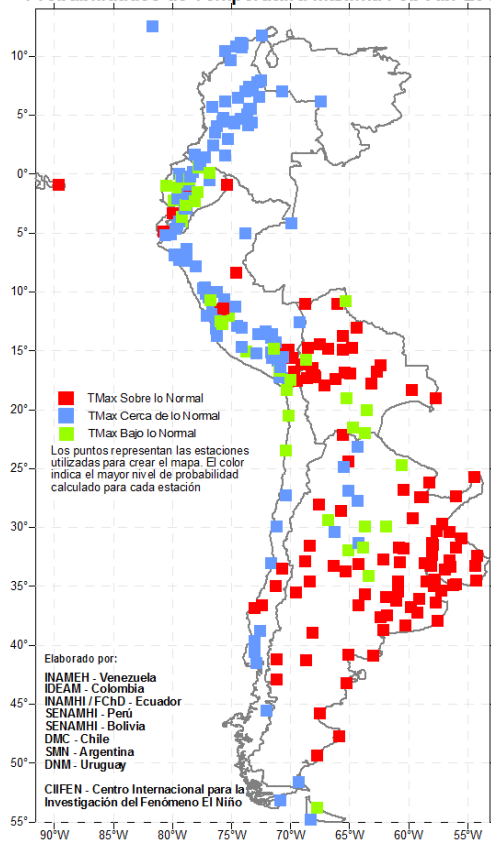 10°
5°
0°
5°
10°
15°
20°
25°
30°
35°
40°
45°
50°
55°
TMax Sobre lo Normal
TMax Cerca de lo Normal
TMax Bajo lo Normal
Los puntos representan las estaciones
utilizadas para crear el mapa. El color
indica el mayor nivel de probabilidad
calculado para cada estación
Elaborado por:
INAMEH - Venezuela
IDEAM - Colombia
INAMHI / FChD - Ecuador
SENAMHI - Perú
SENAMHI - Bolivia
DMC - Chile
SMN - Argentina
DNM - Uruguay
CIIFEN - Centro Internacional para la
Investigación del Fenómeno El Niño
90°W 85°W 80°W 75°W 70°W 65°W 60°W 55°W